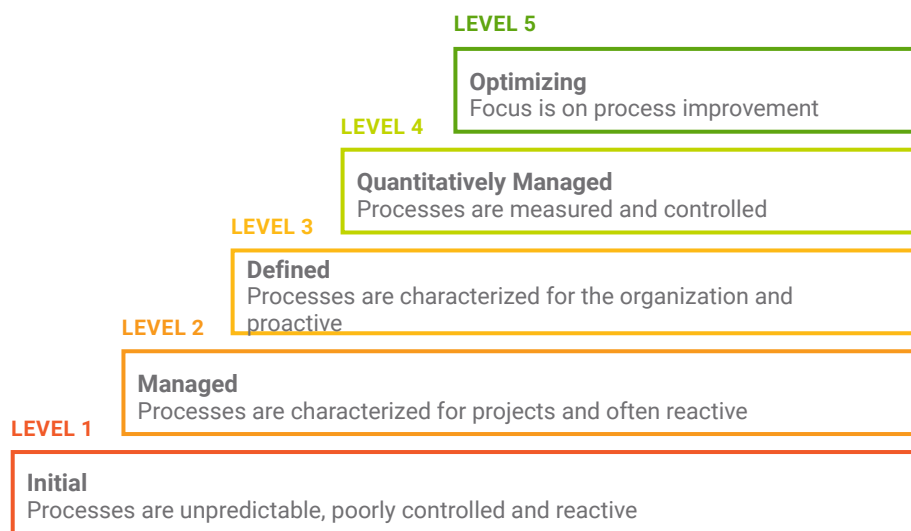 LEVEL 5
Optimizing
Focus is on process improvement
LEVEL 4
Quantitatively Managed
Processes are measured and controlled
LEVEL 3
Defined
Processes are characterized for the organization and
proactive
LEVEL 2
Managed
Processes are characterized for projects and often reactive
LEVEL 1
Initial
Processes are unpredictable, poorly controlled and reactive